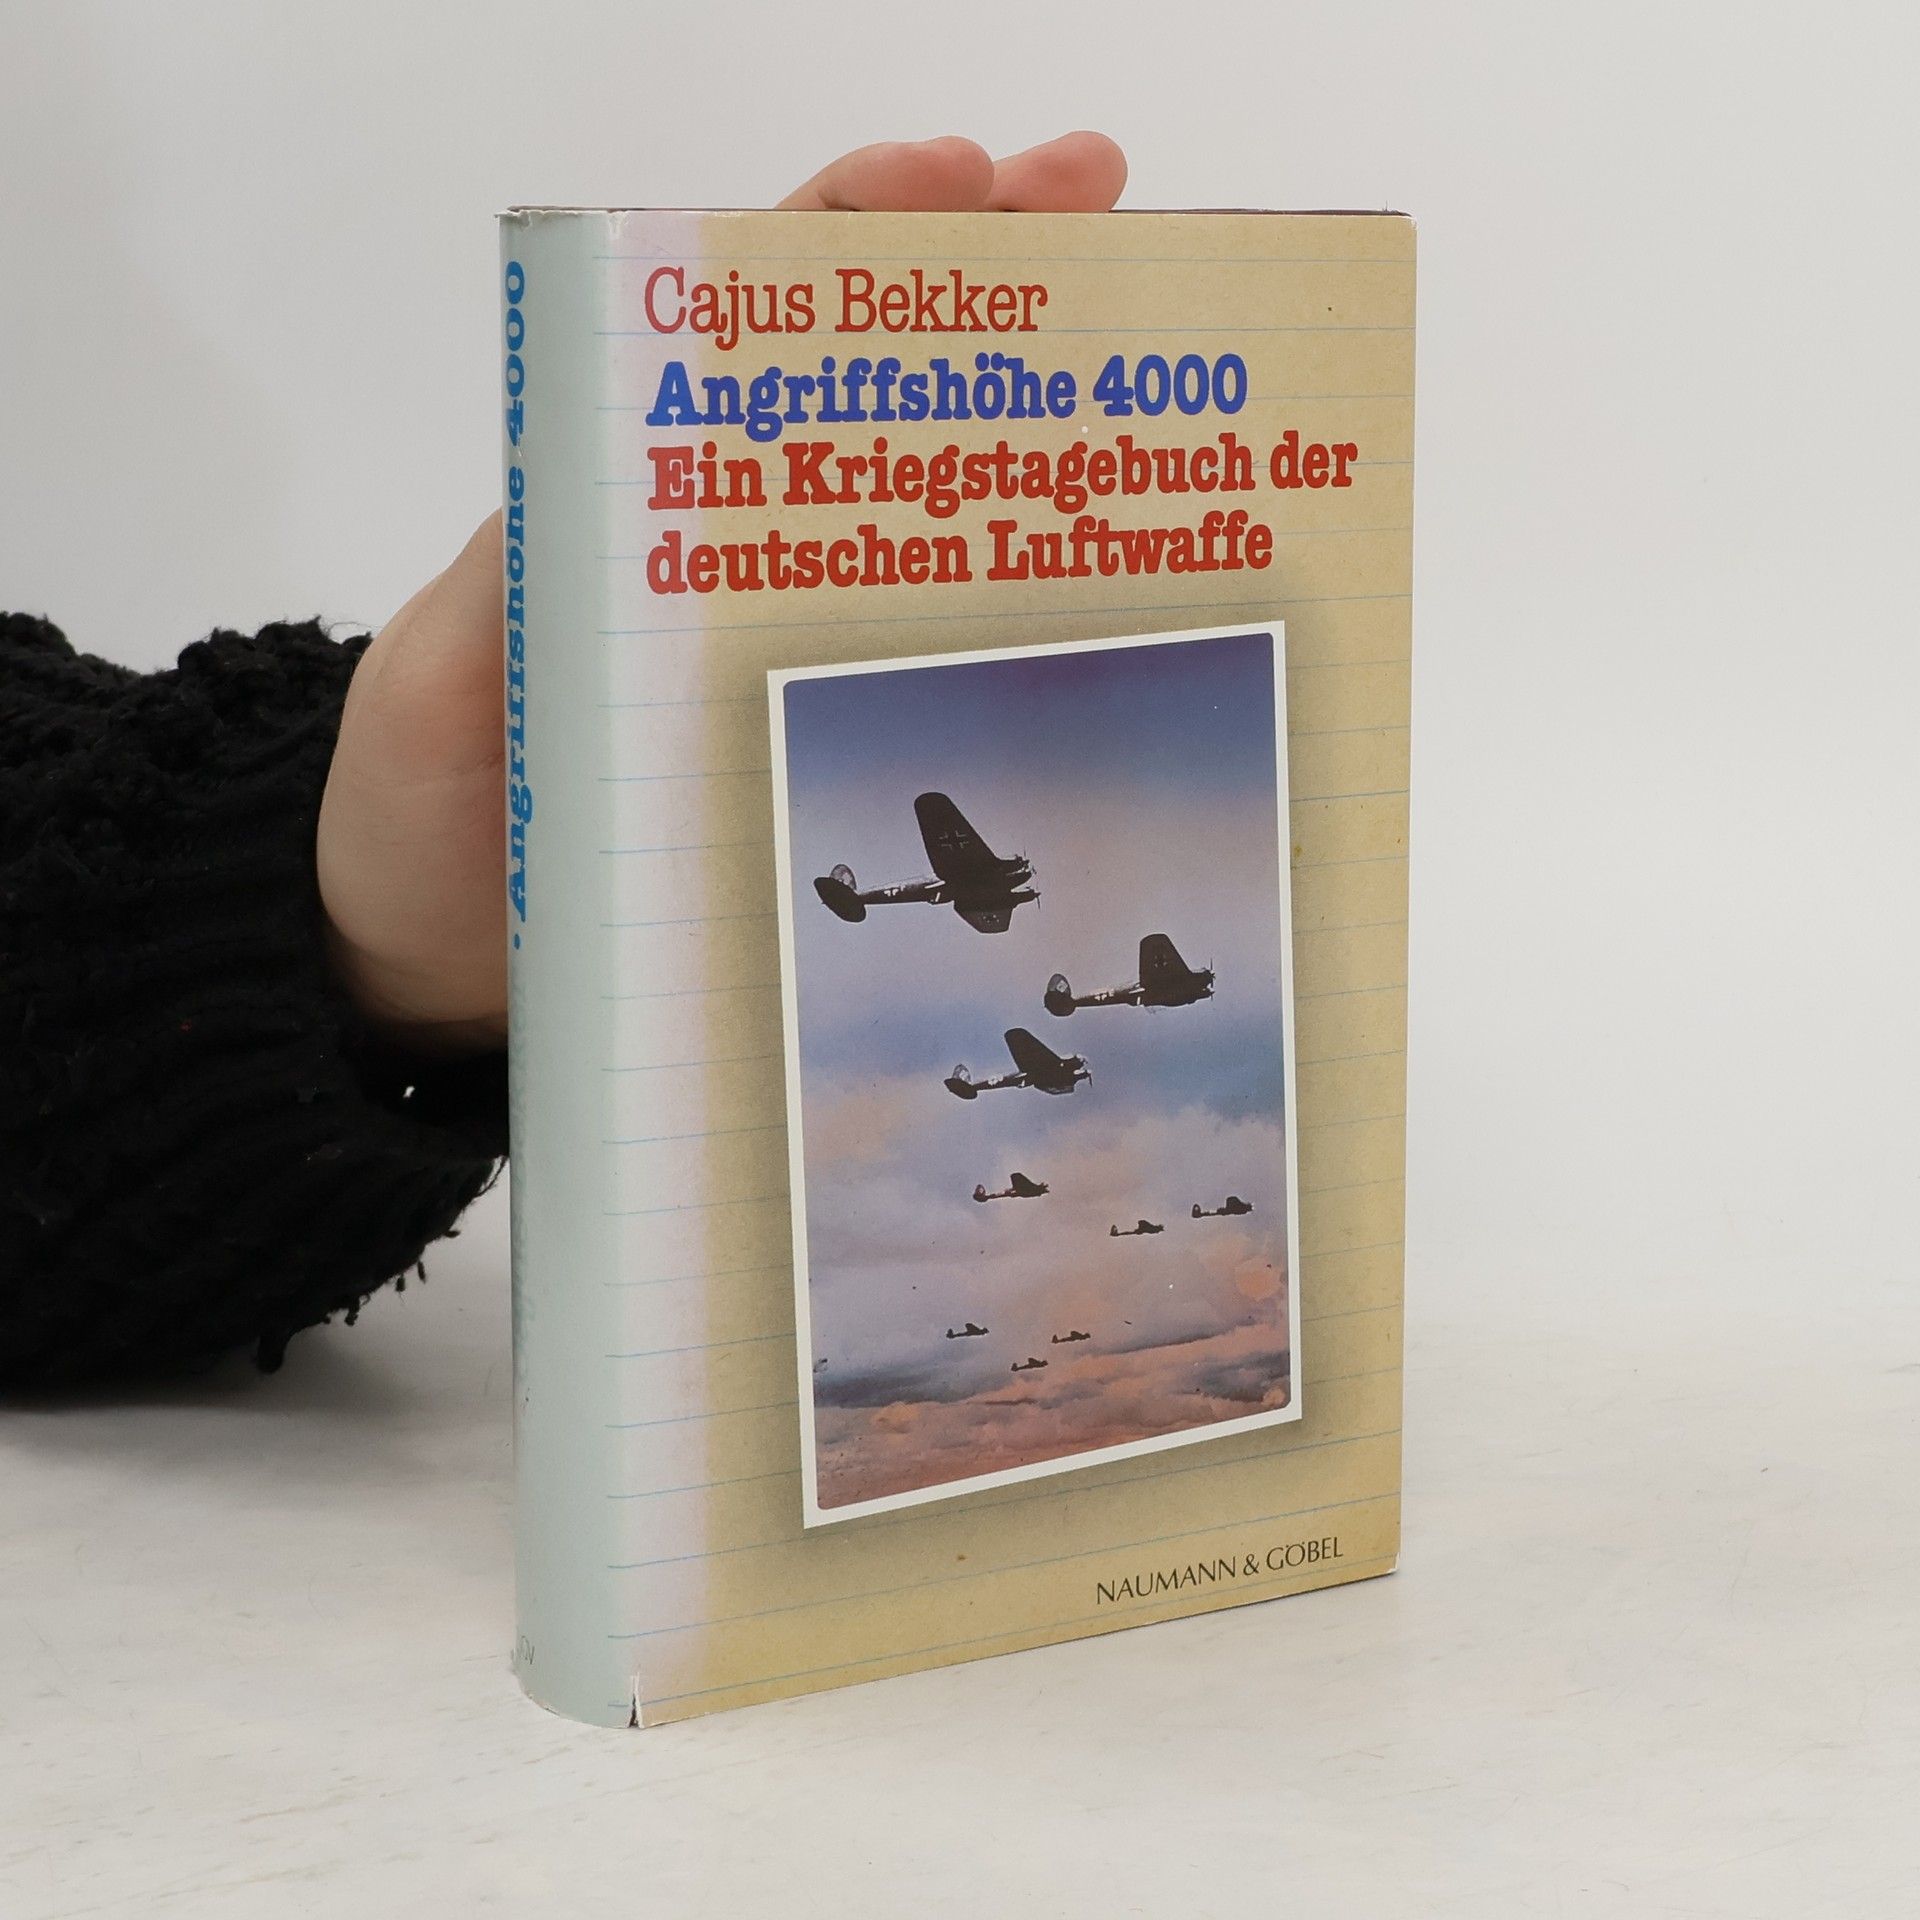 Cajus Bekker
Angriffshöhe 4000
Ein Kriegstagebuch der
deutschen Luftwaffe
NAUMANN & GÖBEL
· Angriffshöhe 4000